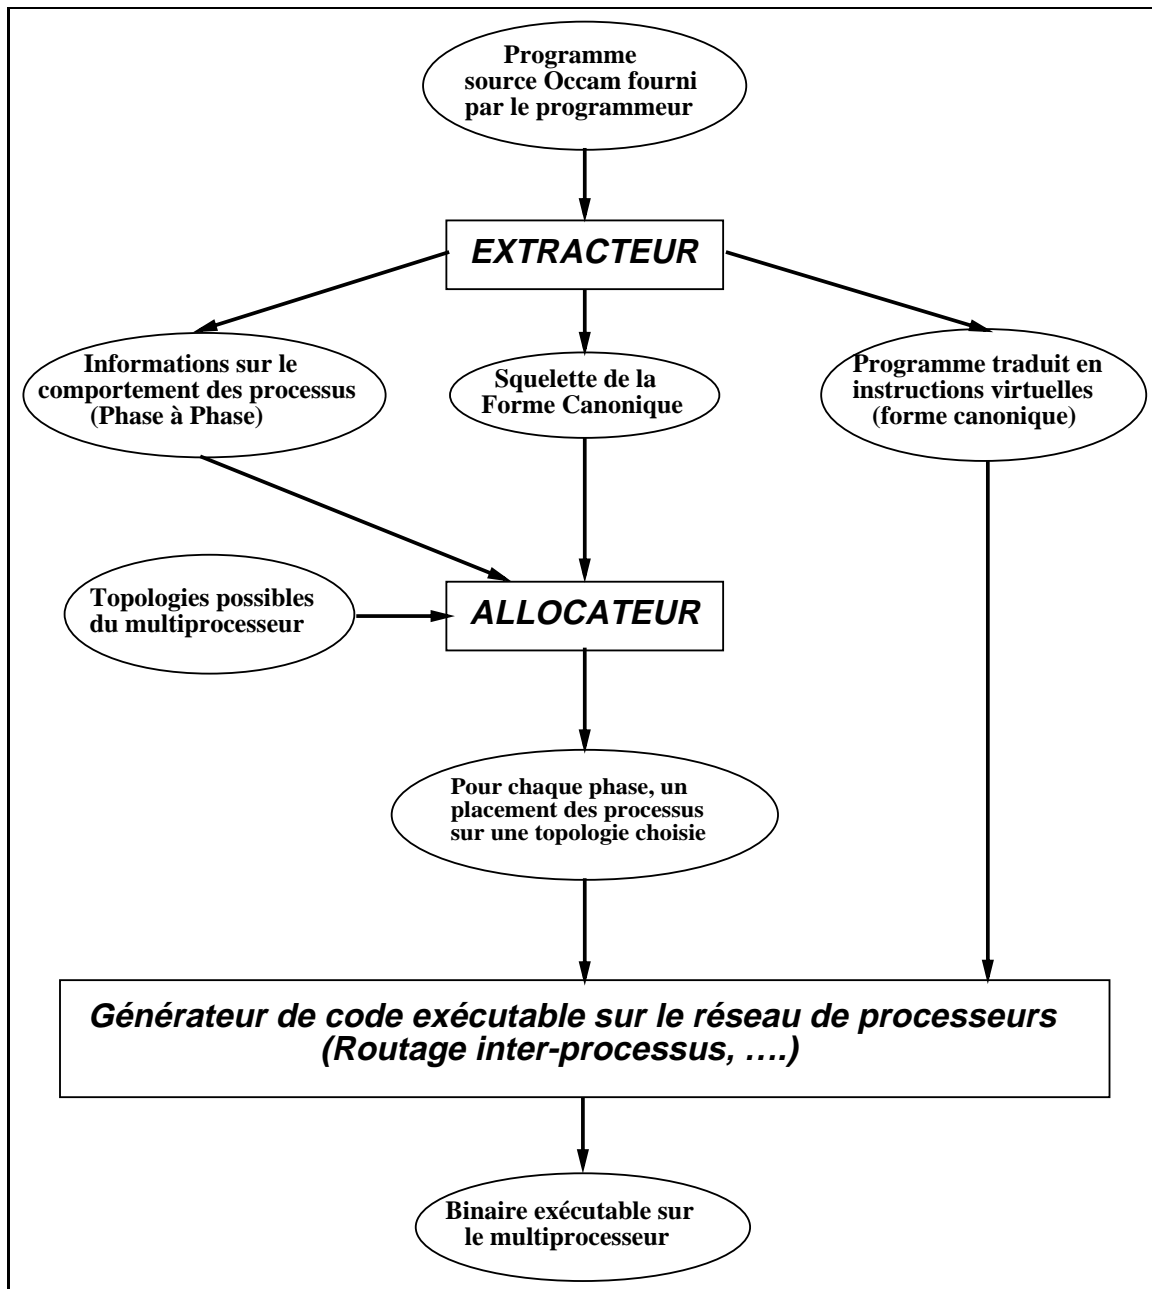 Programme
source Occam fourni
par le programmeur
EXTRACTEUR
Informations sur le
comportement des processus
(Phase à Phase)
Squelette de la
Forme Canonique
Programme traduit en
instructions virtuelles
(forme canonique)
Topologies possibles
du multiprocesseur
ALLOCATEUR
Pour chaque phase, un
placement des processus
sur une topologie choisie
Générateur de code exécutable sur le réseau de processeurs
(Routage inter-processus, ….)
Binaire exécutable sur
le multiprocesseur